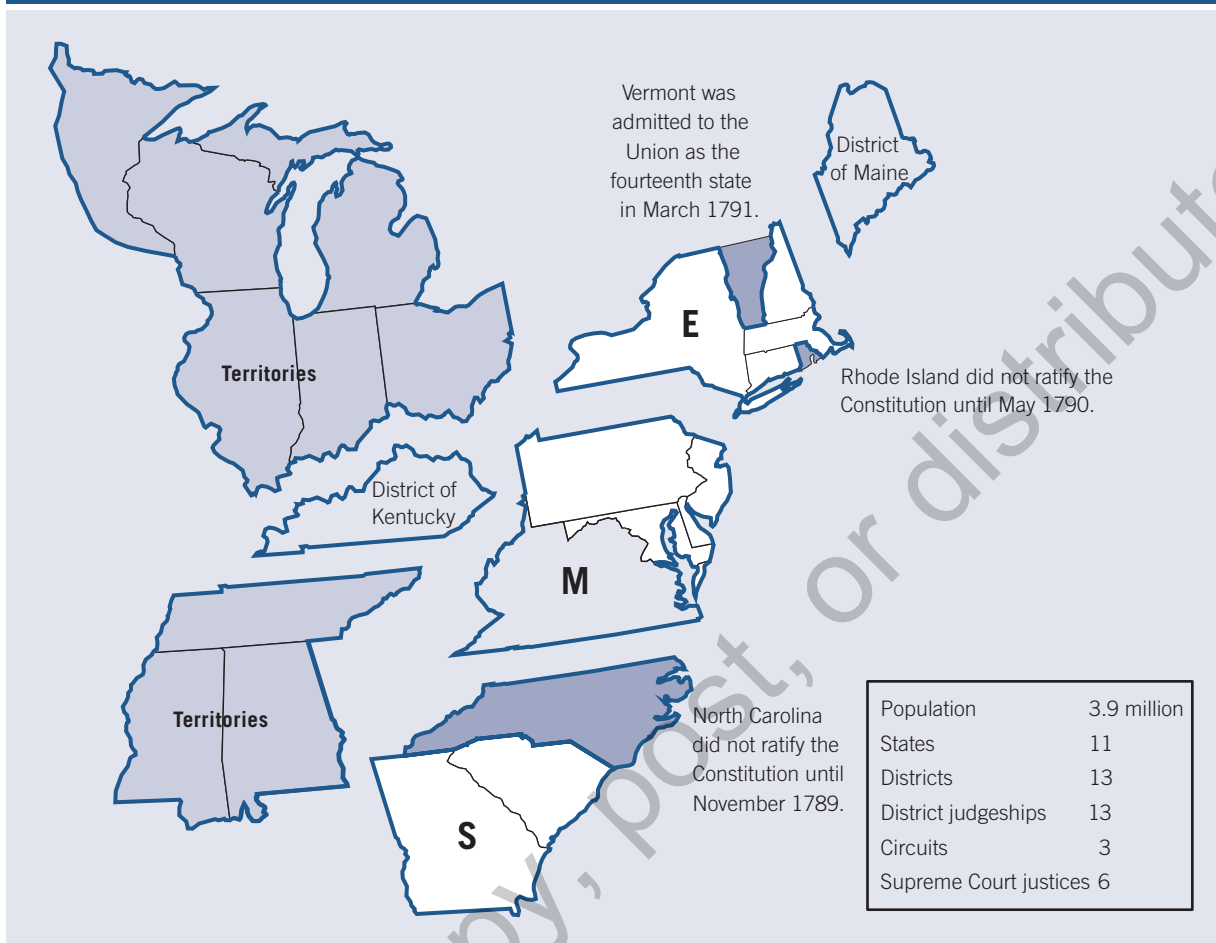 Vermont was
admitted to the
Union as the
fourteenth state
in March 1791.
District
of Maine
E
Rhode Island did not ratify the
Constitution until May 1790.
Territories
District of
Kentucky
M
Territories
North Carolina
did not ratify the
Constitution until
November 1789.
S
Population 3.9 million
States 11
Districts 13
District judgeships 13
Circuits 3
Supreme Court justices 6
py, post, or distribute